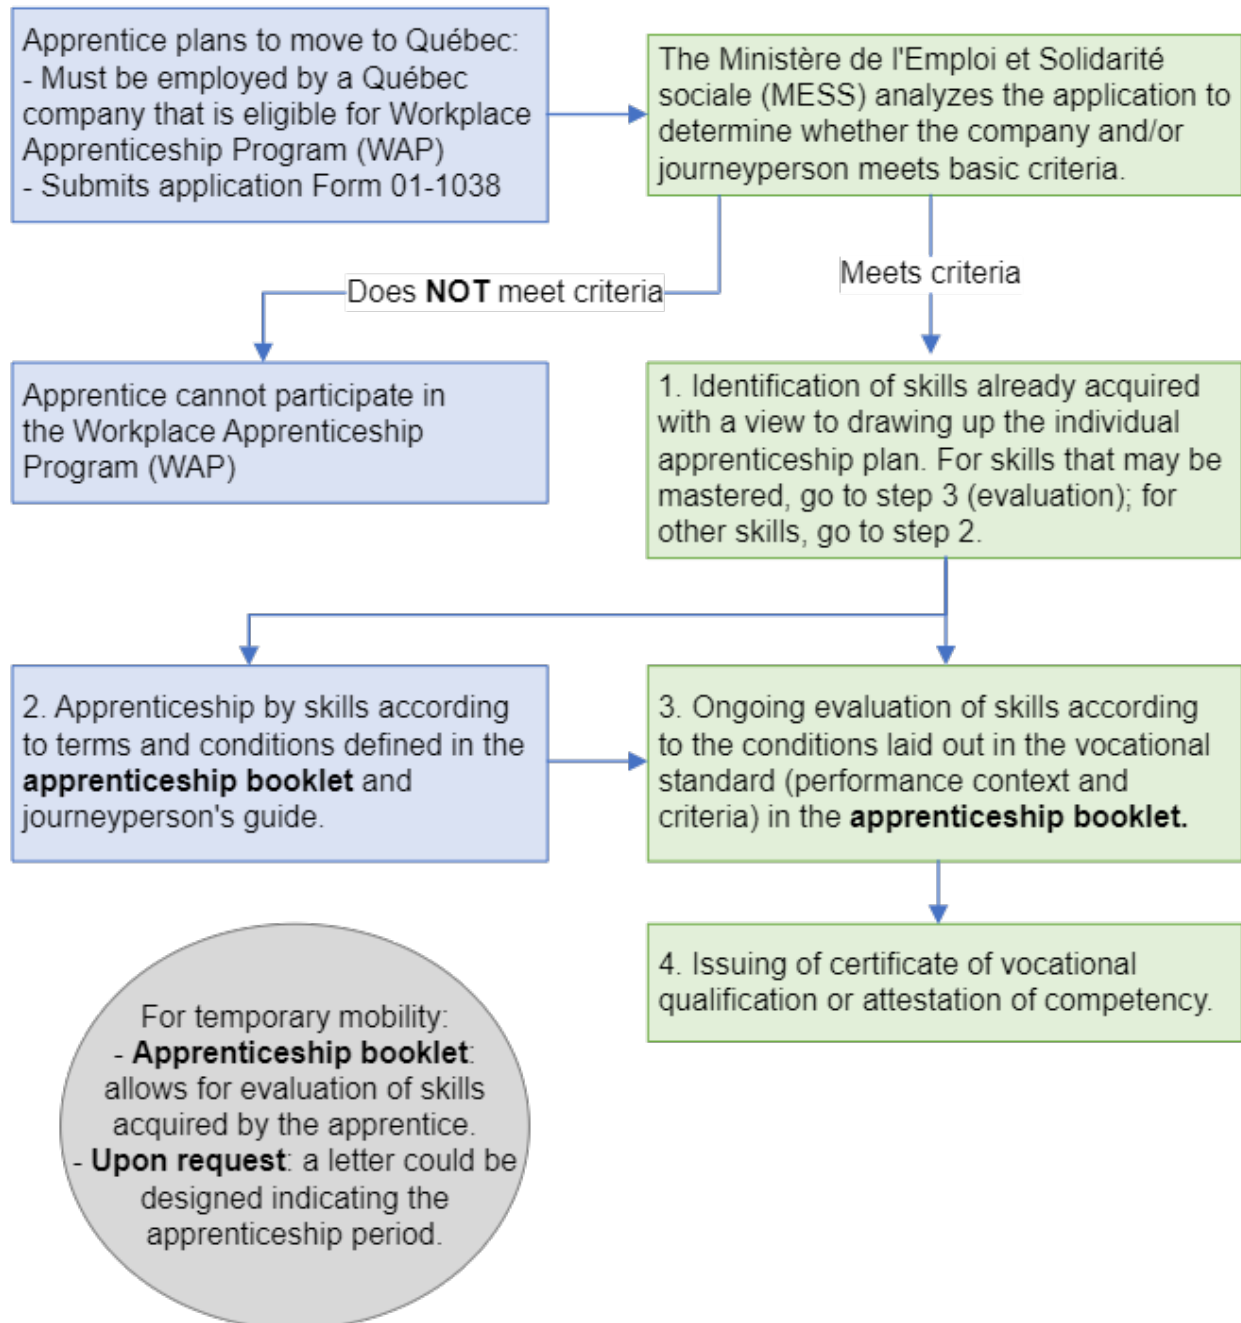 Apprentice plans to move to Québec:
- Must be employed by a Québec
company that is eligible for Workplace
Apprenticeship Program (WAP)
- Submits application Form 01-1038
The Ministère de l'Emploi et Solidarité
sociale (MESS) analyzes the application to
determine whether the company and/or
journeyperson meets basic criteria.
Does NOT meet criteria
Meets criteria
Apprentice cannot participate in
the Workplace Apprenticeship
Program (WAP)
1. Identification of skills already acquired
with a view to drawing up the individual
apprenticeship plan. For skills that may be
mastered, go to step 3 (evaluation); for
other skills, go to step 2.
2. Apprenticeship by skills according
to terms and conditions defined in the
apprenticeship booklet and
journeyperson's guide.
3. Ongoing evaluation of skills according
to the conditions laid out in the vocational
standard (performance context and
criteria) in the apprenticeship booklet.
4. Issuing of certificate of vocational
qualification or attestation of competency.
For temporary mobility:
- Apprenticeship booklet:
allows for evaluation of skills
acquired by the apprentice.
- Upon request: a letter could be
designed indicating the
apprenticeship period.